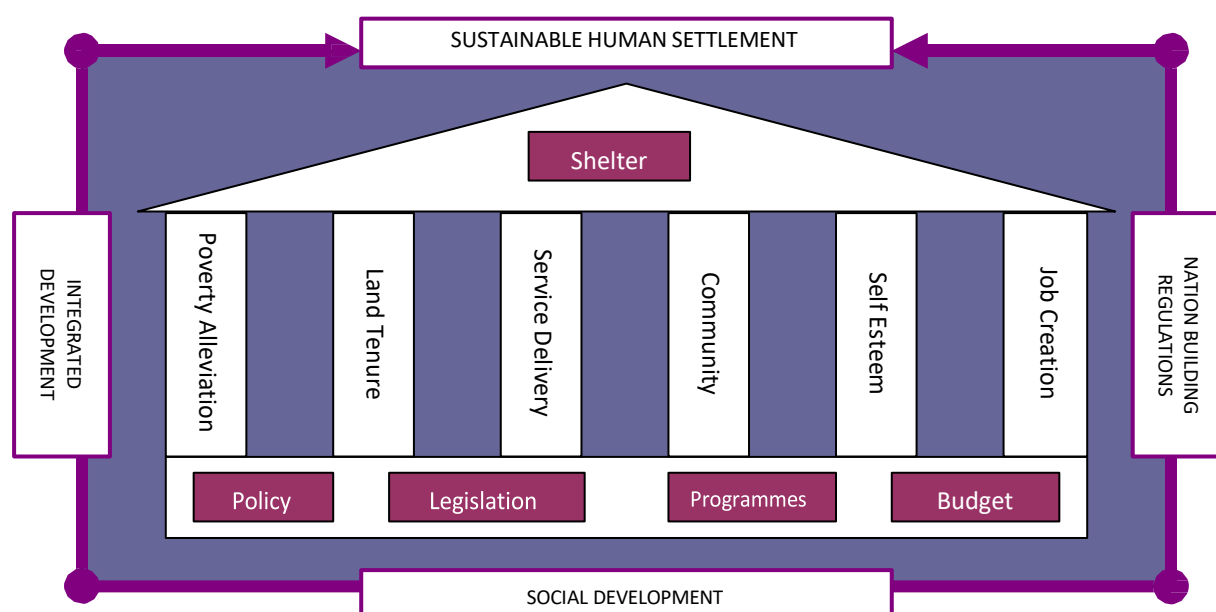 SUSTAINABLE HUMAN SETTLEMENT
Shelter
INTEGRATED
DEVELOPMENT
Poverty Alleviation
Land Tenure
Service Delivery
Community
Self Esteem
Job Creation
NATION BUILDING
REGULATIONS
Policy
Legislation
Programmes
Budget
SOCIAL DEVELOPMENT